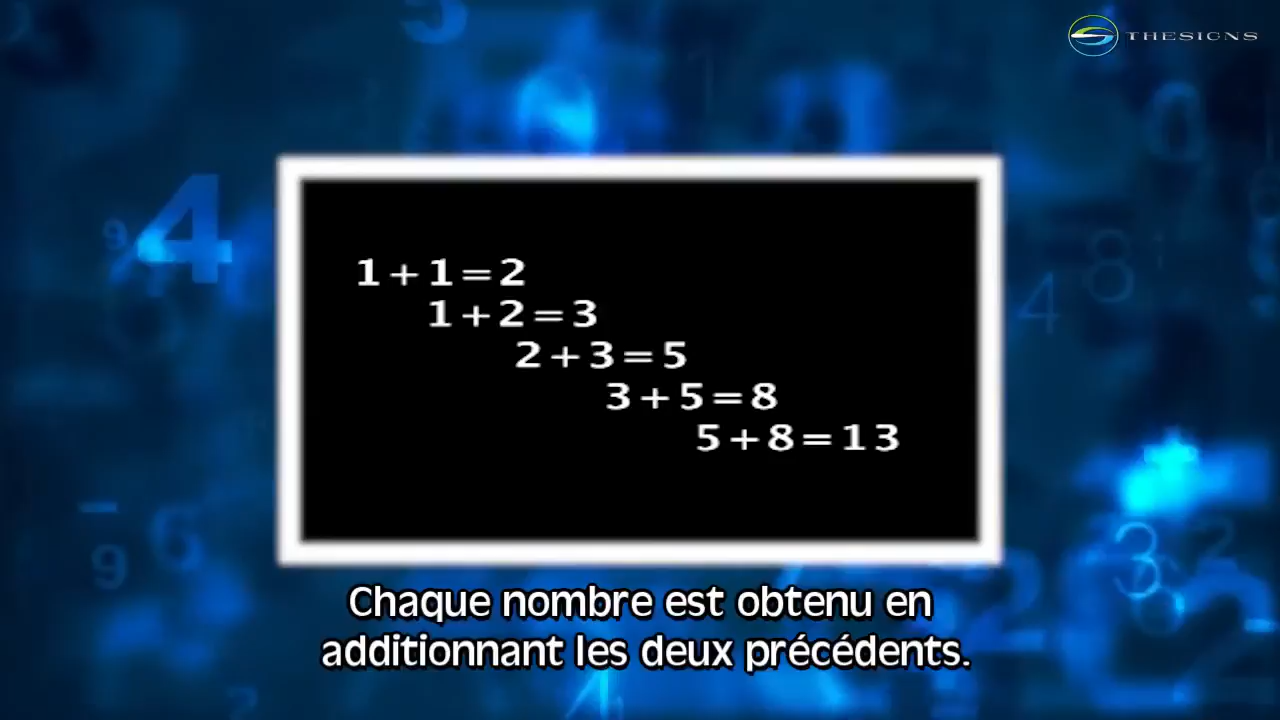 THESIGNS
1+1=2
1+2=3
2+3=5
3+5=8
5+8=13
Chaque nombre est obtenu en
additionnant les deux précédents.